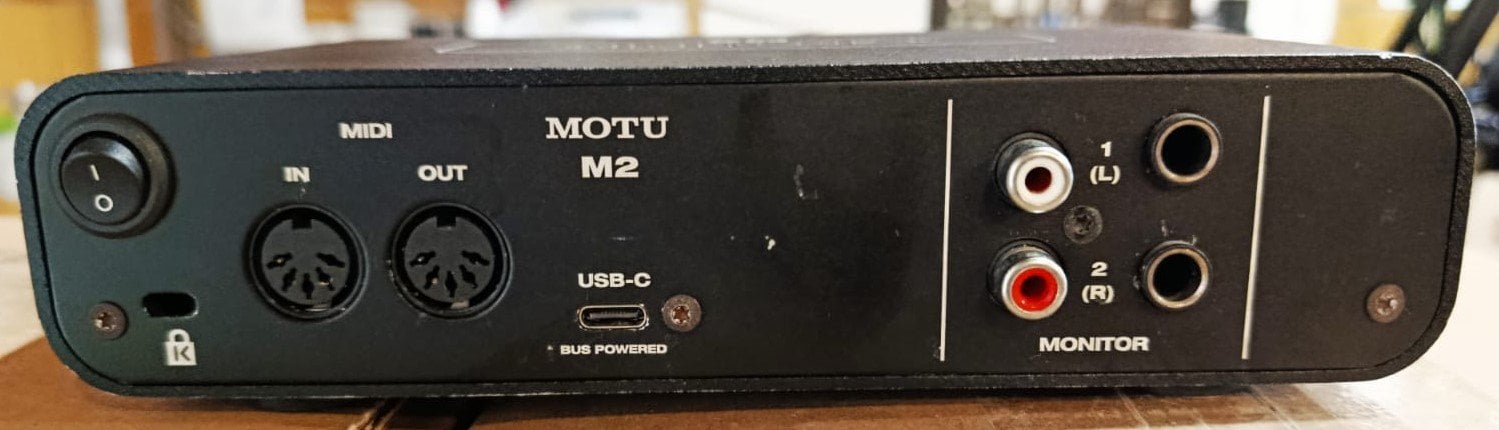 I
O
MIDI
IN
OUT
K
MOTU
M2
USB-C
BUS POWERED
1
(L)
2
(R)
MONITOR